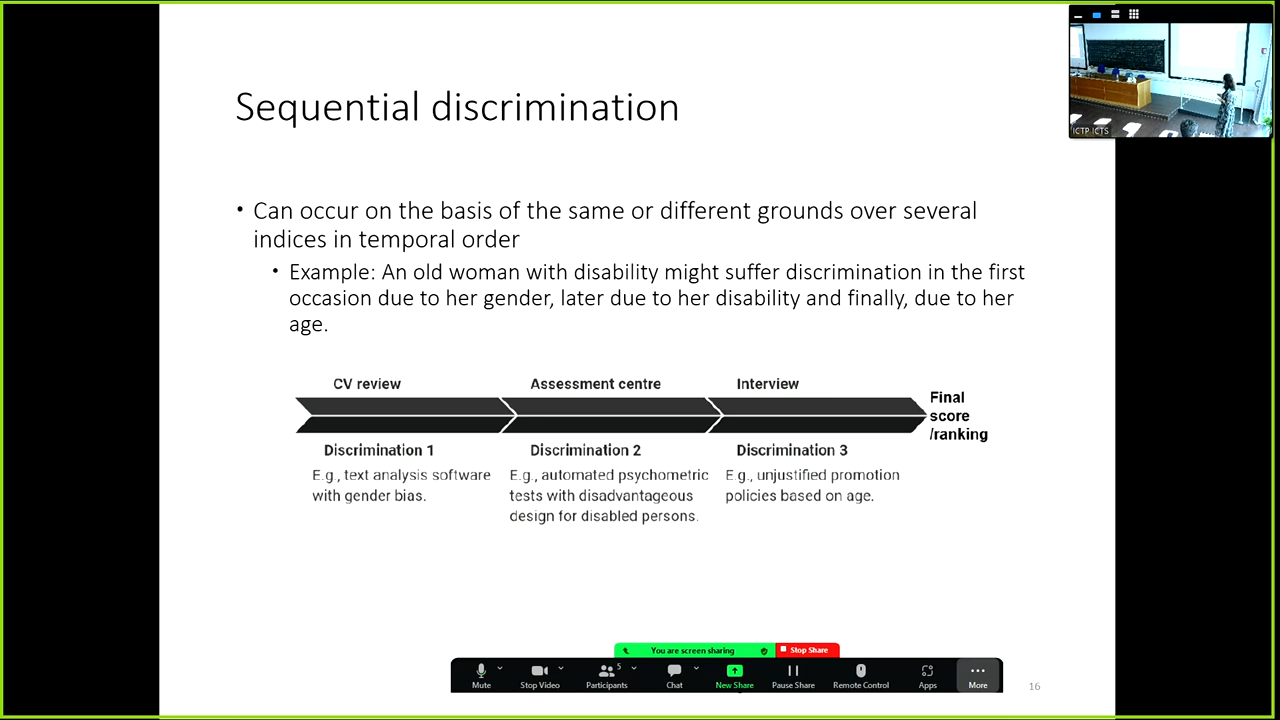 Sequential discrimination
• Can occur on the basis of the same or different grounds over several
indices in temporal order
• Example: An old woman with disability might suffer discrimination in the first
occasion due to her gender, later due to her disability and finally, due to her
age.
CV review
Assessment centre
Interview
Final
score
/ranking
Discrimination 1
E.g., text analysis software
with gender bias.
Discrimination 2
E.g., automated psychometric
tests with disadvantageous
design for disabled persons.
Discrimination 3
E.g., unjustified promotion
policies based on age.
ICTP ICTS
You are screen sharing
Stop Share
Mute
Stop Video
5
Participants
Chat
New Share
Pause Share
Remote Control
Apps
More
16